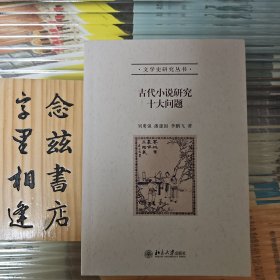 ·文学史研究丛书·
古代小说研究
十大问题
刘勇强 潘建国 李鹏飞 著
北京大学出版社
念兹书店
字里相逢